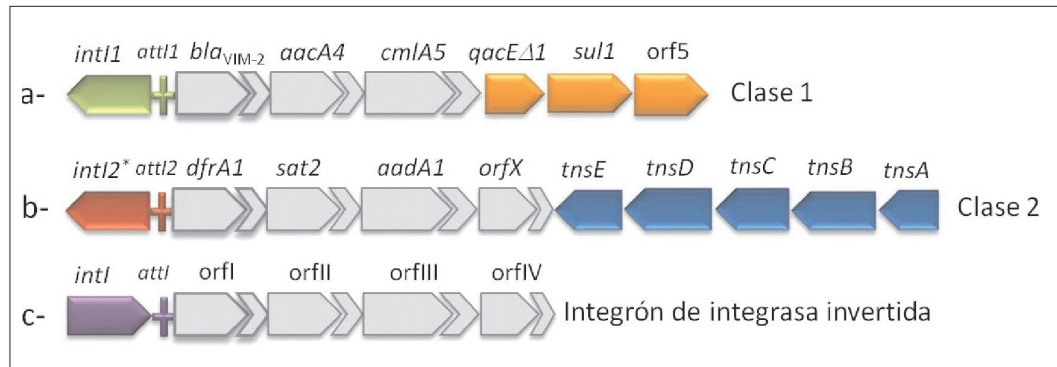 intI1 attI1 blaVIM-2 aacA4 cmlA5 qacEΔ1 sul1 orf5
a- Clase 1
intI2* attI2 dfrA1 sat2 aadA1 orfX tnsE tnsD tnsC tnsB tnsA
b- Clase 2
intI attI orfI orfII orfIII orfIV
c- Integrón de integrasa invertida